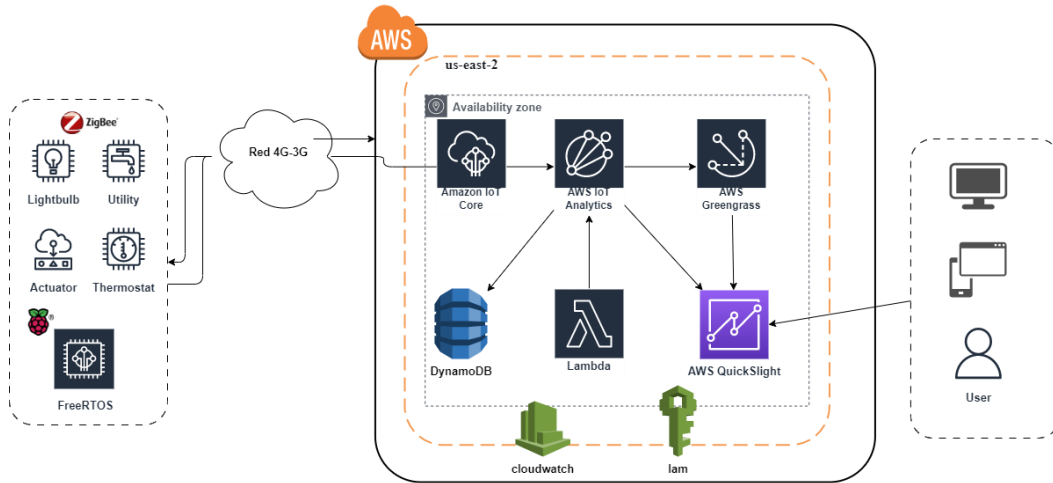 AWS
us-east-2
Availability zone
ZigBee®
Lightbulb
Utility
Actuator
Thermostat
®
FreeRTOS
Red 4G-3G
Amazon IoT
Core
AWS IoT
Analytics
AWS
Greengrass
DynamoDB
Lambda
AWS QuickSlight
cloudwatch
Iam
User